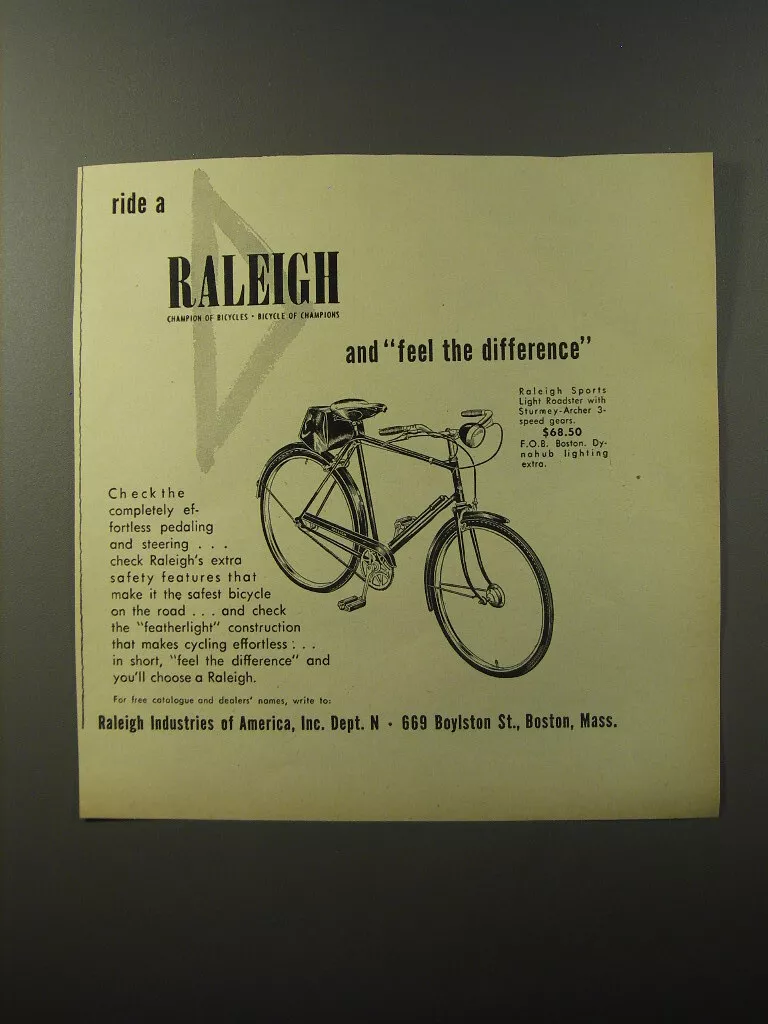 ride a
RALEIGH
CHAMPION OF BICYCLES • BICYCLE OF CHAMPIONS
and "feel the difference"
Raleigh Sports
Light Roadster with
Sturmey-Archer 3-
speed gears.
$68.50
F.O.B. Boston. Dy-
nohub lighting
extra.
Check the
completely ef-
fortless pedaling
and steering . . .
check Raleigh's extra
safety features that
make it the safest bicycle
on the road . . . and check
the "featherlight" construction
that makes cycling effortless . . .
in short, "feel the difference" and
you'll choose a Raleigh.
For free catalogue and dealers' names, write to:
Raleigh Industries of America, Inc. Dept. N • 669 Boylston St., Boston, Mass.